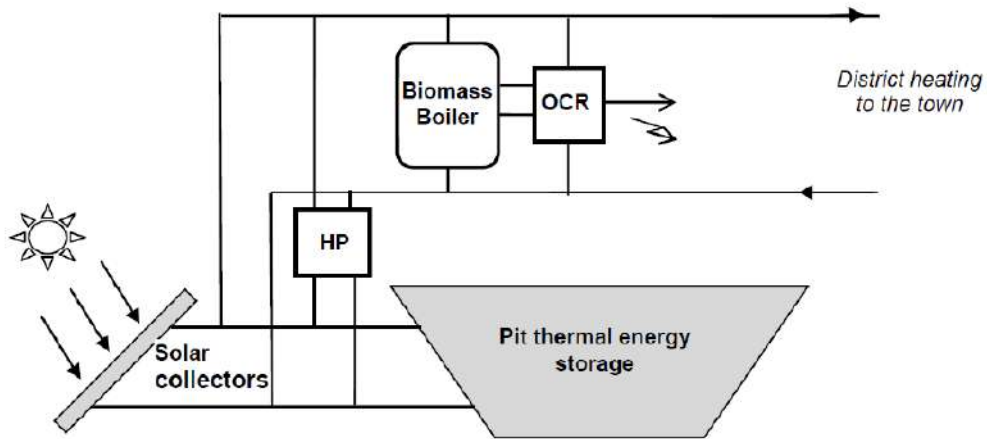 Biomass
Boiler
OCR
District heating
to the town
HP
Solar
collectors
Pit thermal energy
storage